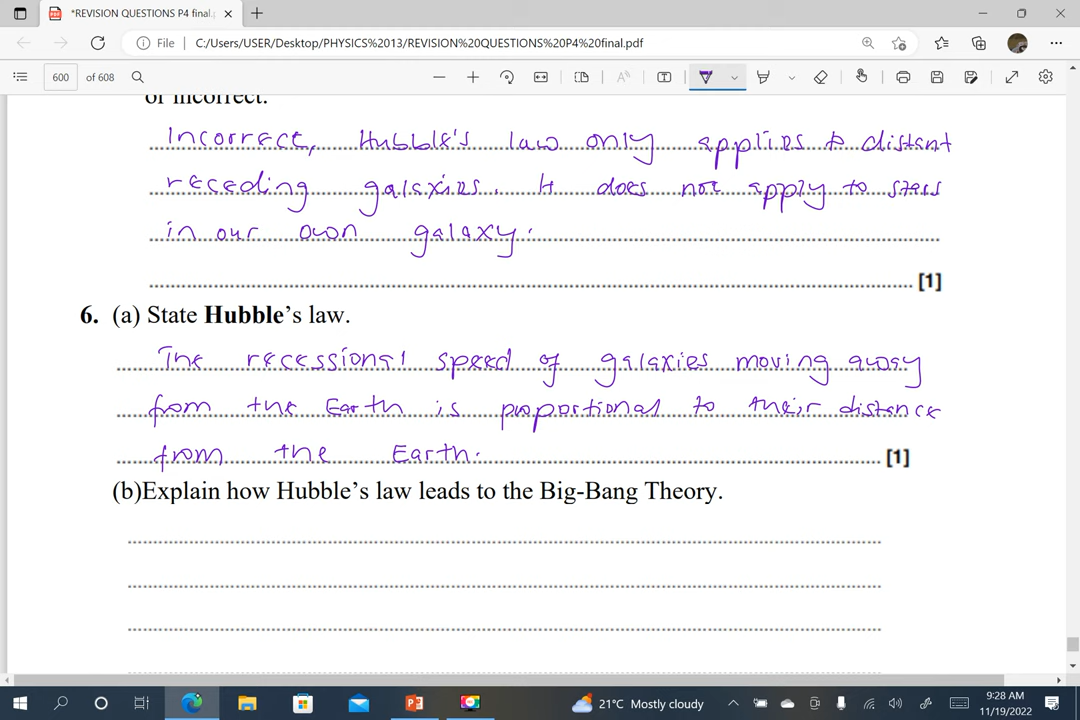 *REVISION QUESTIONS P4 final.p
File C:/Users/USER/Desktop/PHYSICS%2013/REVISION%20QUESTIONS%20P4%20final.pdf
600 of 608
or incorrect.
Incorrect, Hubble's law only applies to distant
receding galaxies. It does not apply to stars
in our own galaxy.
[1]
6. (a) State Hubble's law.
The recessional speed of galaxies moving away
from the Earth is proportional to their distance
from the Earth.
[1]
(b)Explain how Hubble's law leads to the Big-Bang Theory.
21°C Mostly cloudy
9:28 AM
11/19/2022